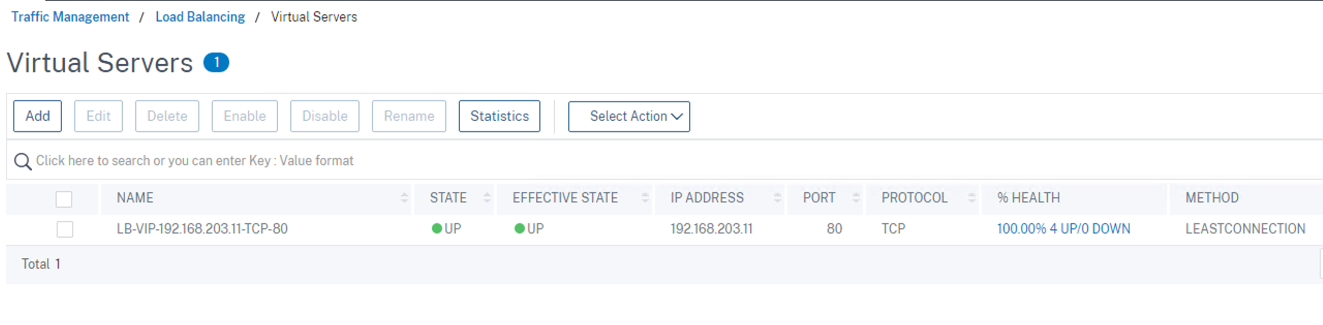 Traffic Management / Load Balancing / Virtual Servers
Virtual Servers 1
Add Edit Delete Enable Disable Rename Statistics Select Action
Click here to search or you can enter Key : Value format
NAME STATE EFFECTIVE STATE IP ADDRESS PORT PROTOCOL % HEALTH METHOD
LB-VIP-192.168.203.11-TCP-80 UP UP 192.168.203.11 80 TCP 100.00% 4 UP/0 DOWN LEASTCONNECTION
Total 1